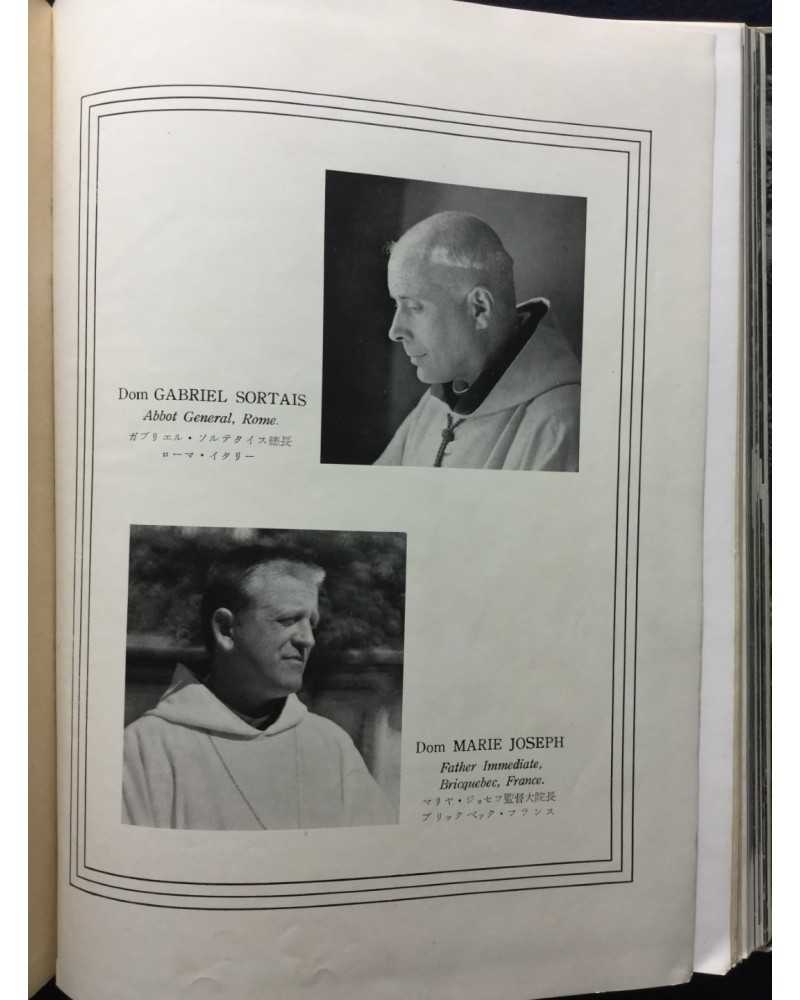 Dom GABRIEL SORTAIS
Abbot General, Rome.
ガブリエル・ソルテタイス総長
ローマ・イタリー
Dom MARIE JOSEPH
Father Immediate,
Bricquebec, France.
マリヤ・ジョセフ監督大院長
ブリックベック・フランス